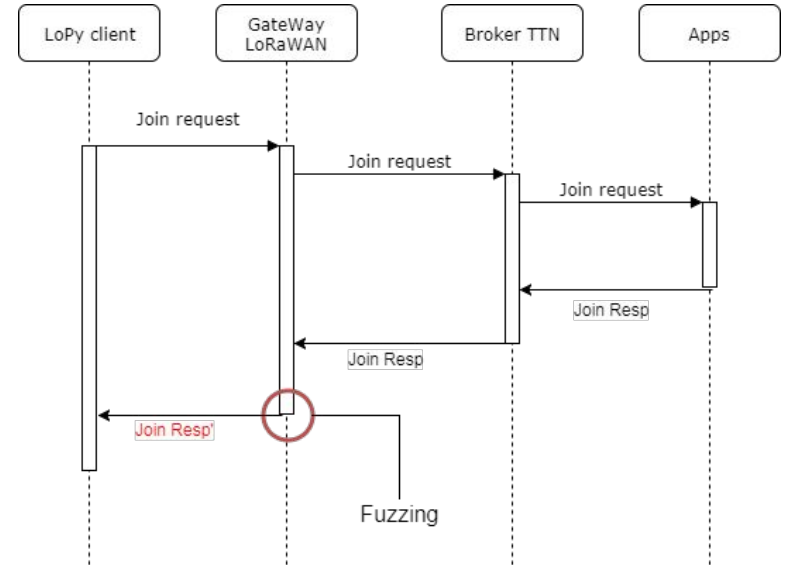 LoPy client
GateWay
LoRaWAN
Broker TTN
Apps
Join request
Join request
Join request
Join Resp
Join Resp
Join Resp'
Fuzzing